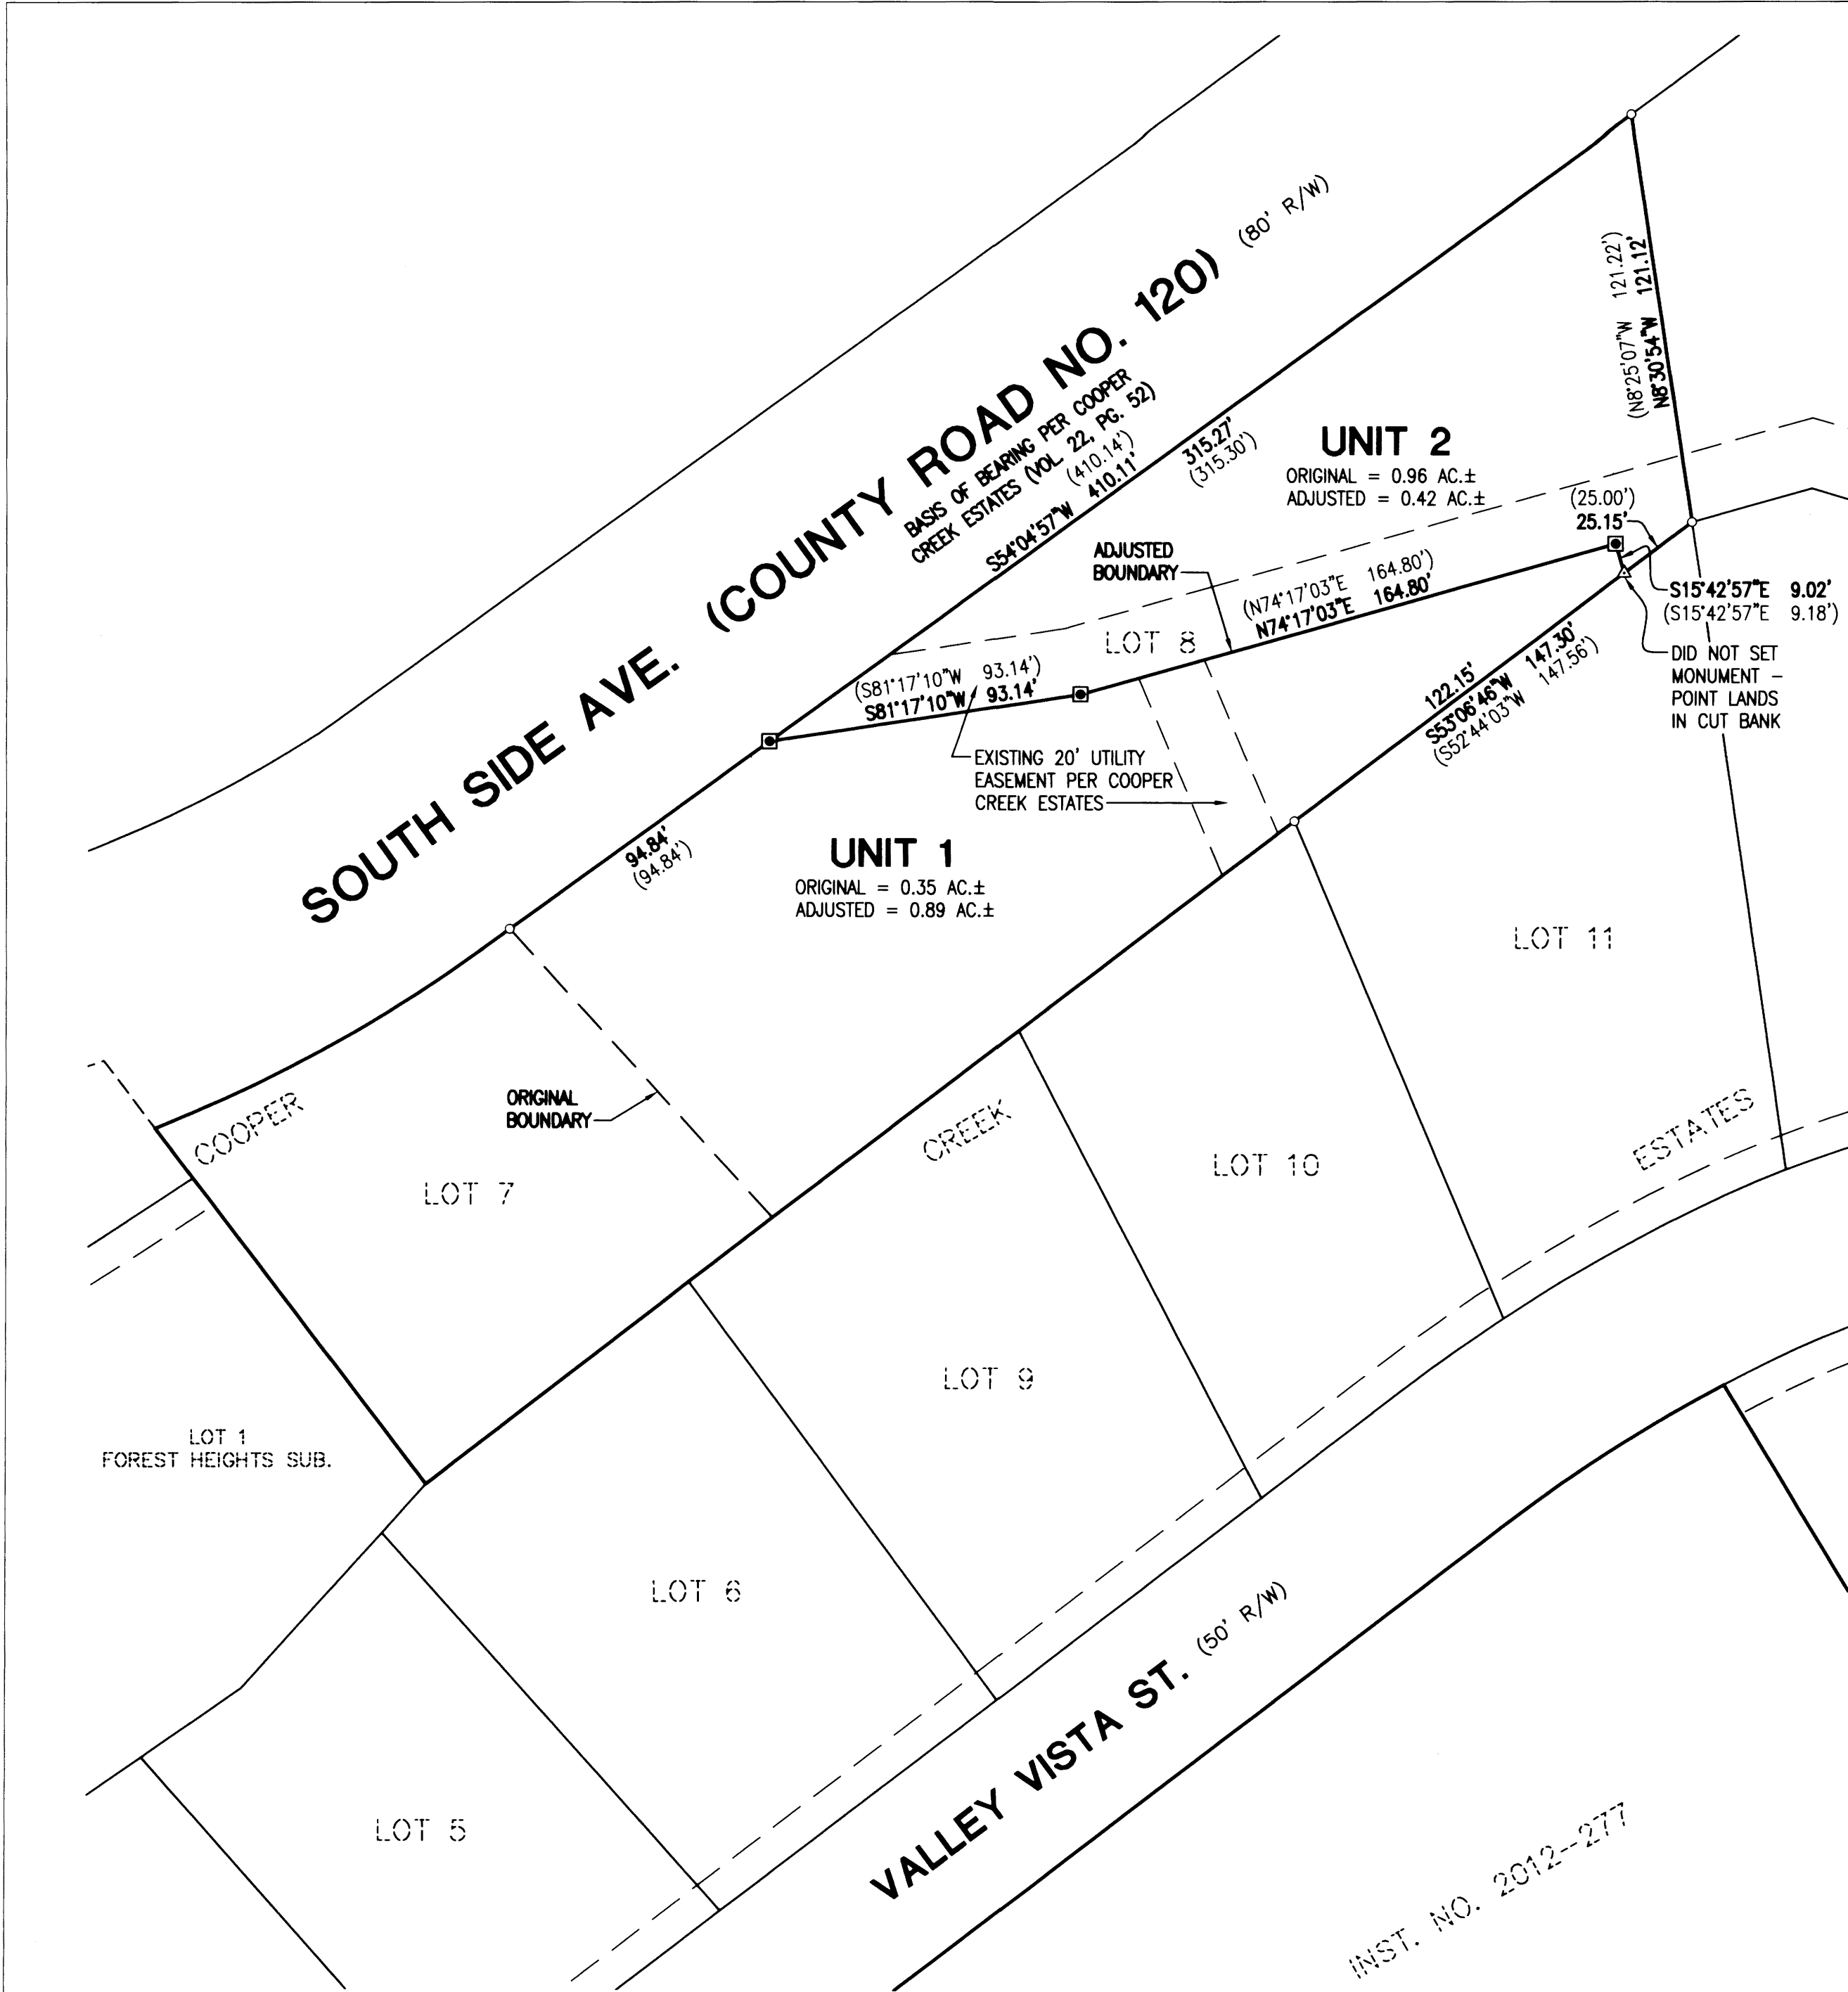 SOUTH SIDE AVE. (COUNTY ROAD NO. 120) (80' R/W)
BASIS OF BEARING PER COOPER
CREEK ESTATES (VOL. 22, PG. 52)
(410.14')
S54°04'57"W 410.11'
315.27'
(315.30')
UNIT 2
ORIGINAL = 0.96 AC.±
ADJUSTED = 0.42 AC.±
(N8°25'07"W 121.22')
N8°30'54"W 121.12'
(25.00')
25.15'
S15°42'57"E 9.02'
(S15°42'57"E 9.18')
DID NOT SET
MONUMENT –
POINT LANDS
IN CUT BANK
ADJUSTED
BOUNDARY
(N74°17'03"E 164.80')
N74°17'03"E 164.80'
LOT 8
(S81°17'10"W 93.14')
S81°17'10"W 93.14'
122.15'
147.30'
S53°06'46"W
(S52°44'03"W 147.56')
EXISTING 20' UTILITY
EASEMENT PER COOPER
CREEK ESTATES
94.84'
(94.84')
UNIT 1
ORIGINAL = 0.35 AC.±
ADJUSTED = 0.89 AC.±
LOT 11
ORIGINAL
BOUNDARY
COOPER
CREEK
ESTATES
LOT 7
LOT 10
LOT 9
LOT 1
FOREST HEIGHTS SUB.
LOT 6
LOT 5
VALLEY VISTA ST. (50' R/W)
INST. NO. 2012--277